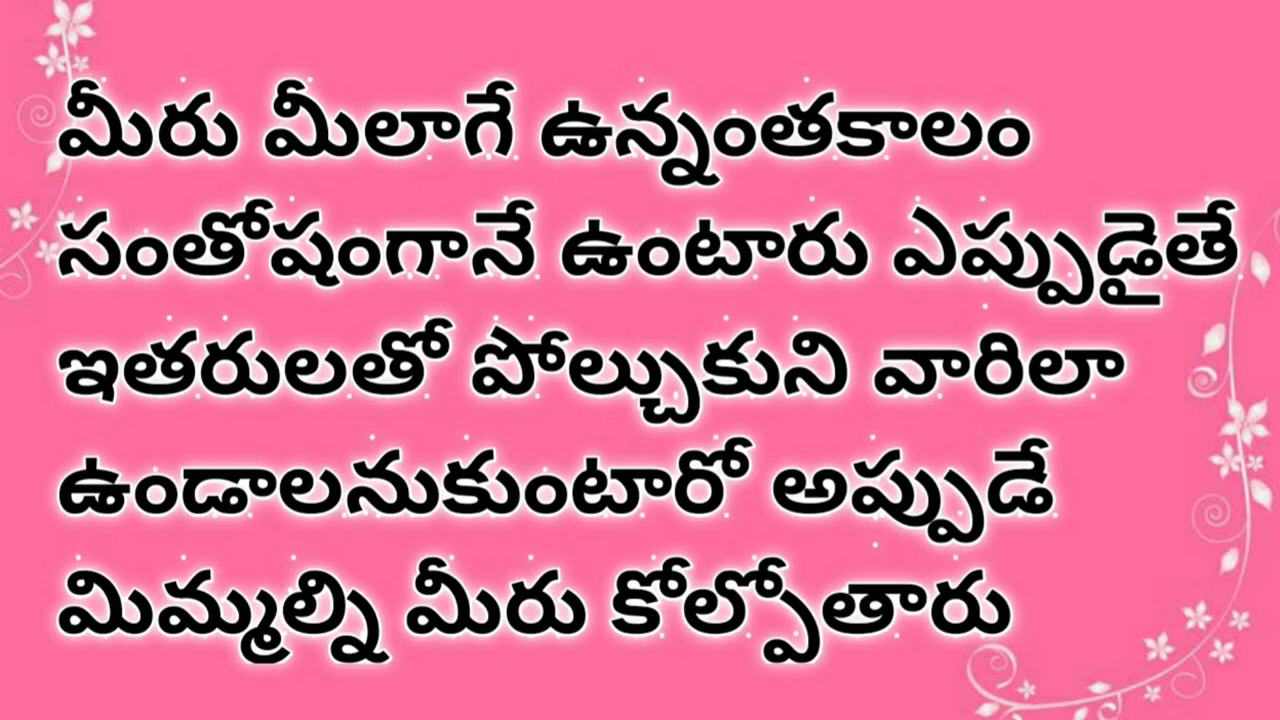 మీరు మీలాగే ఉన్నంతకాలం
సంతోషంగానే ఉంటారు ఎప్పుడైతే
ఇతరులతో పోల్చుకుని వారిలా
ఉండాలనుకుంటారో అప్పుడే
మిమ్మల్ని మీరు కోల్పోతారు